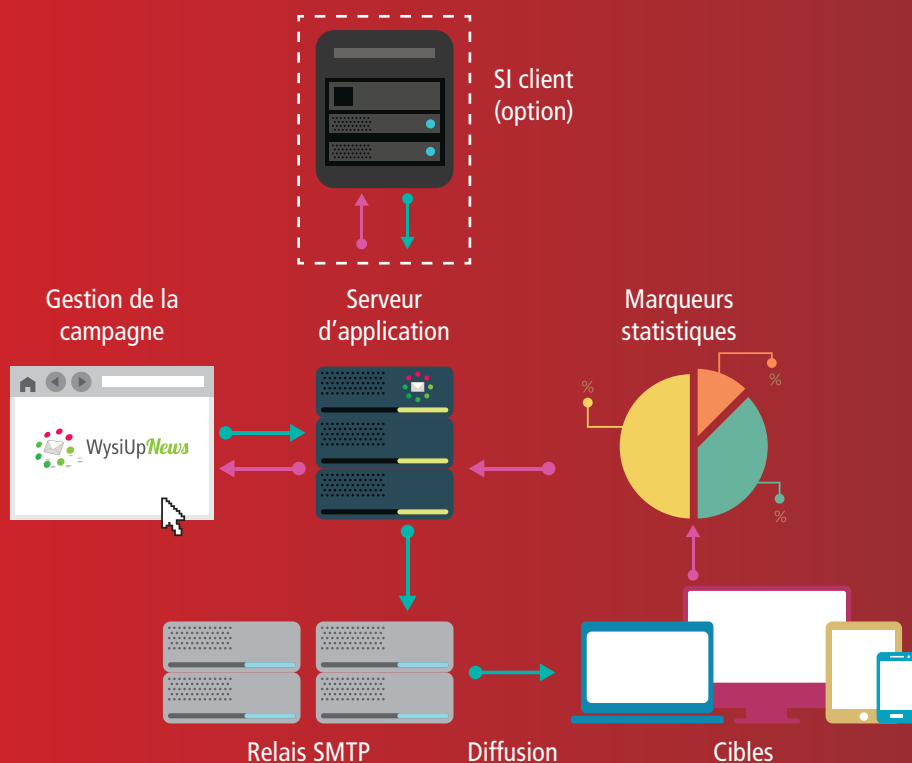 SI client
(option)
Gestion de la
campagne
Serveur
d'application
Marqueurs
statistiques
%
%
%
WysiUpNews
Relais SMTP
Diffusion
Cibles